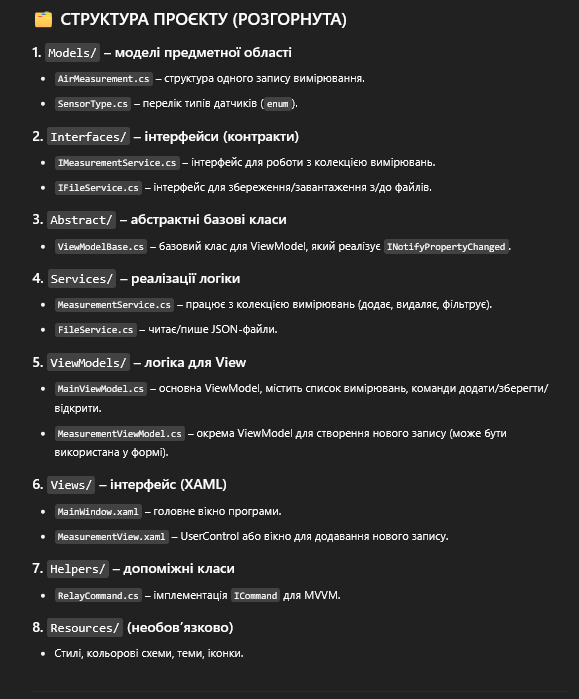 🗂️ СТРУКТУРА ПРОЄКТУ (РОЗГОРНУТА)
1. Models/ – моделі предметної області
• AirMeasurement.cs – структура одного запису вимірювання.
• SensorType.cs – перелік типів датчиків (enum).
2. Interfaces/ – інтерфейси (контракти)
• IMeasurementService.cs – інтерфейс для роботи з колекцією вимірювань.
• IFileService.cs – інтерфейс для збереження/завантаження з/до файлів.
3. Abstract/ – абстрактні базові класи
• ViewModelBase.cs – базовий клас для ViewModel, який реалізує INotifyPropertyChanged.
4. Services/ – реалізації логіки
• MeasurementService.cs – працює з колекцією вимірювань (додає, видаляє, фільтрує).
• FileService.cs – читає/пише JSON-файли.
5. ViewModels/ – логіка для View
• MainViewModel.cs – основна ViewModel, містить список вимірювань, команди додати/зберегти/
відкрити.
• MeasurementViewModel.cs – окрема ViewModel для створення нового запису (може бути
використана у формі).
6. Views/ – інтерфейс (XAML)
• MainWindow.xaml – головне вікно програми.
• MeasurementView.xaml – UserControl або вікно для додавання нового запису.
7. Helpers/ – допоміжні класи
• RelayCommand.cs – імплементація ICommand для MVVM.
8. Resources/ (необов’язково)
• Стилі, кольорові схеми, теми, іконки.